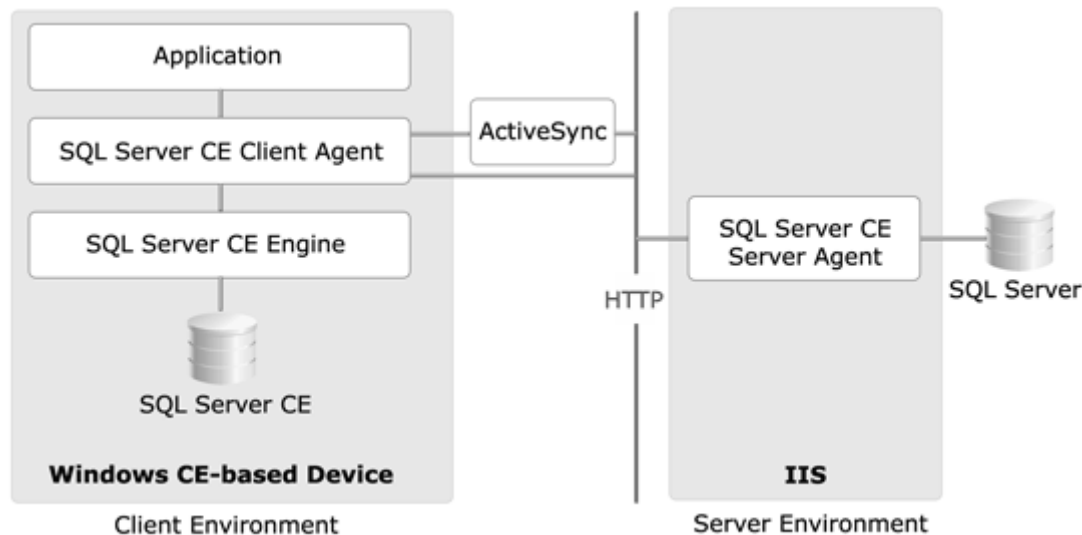 Application
SQL Server CE Client Agent
ActiveSync
SQL Server CE Engine
SQL Server CE
Windows CE-based Device
Client Environment
HTTP
SQL Server CE
Server Agent
SQL Server
IIS
Server Environment